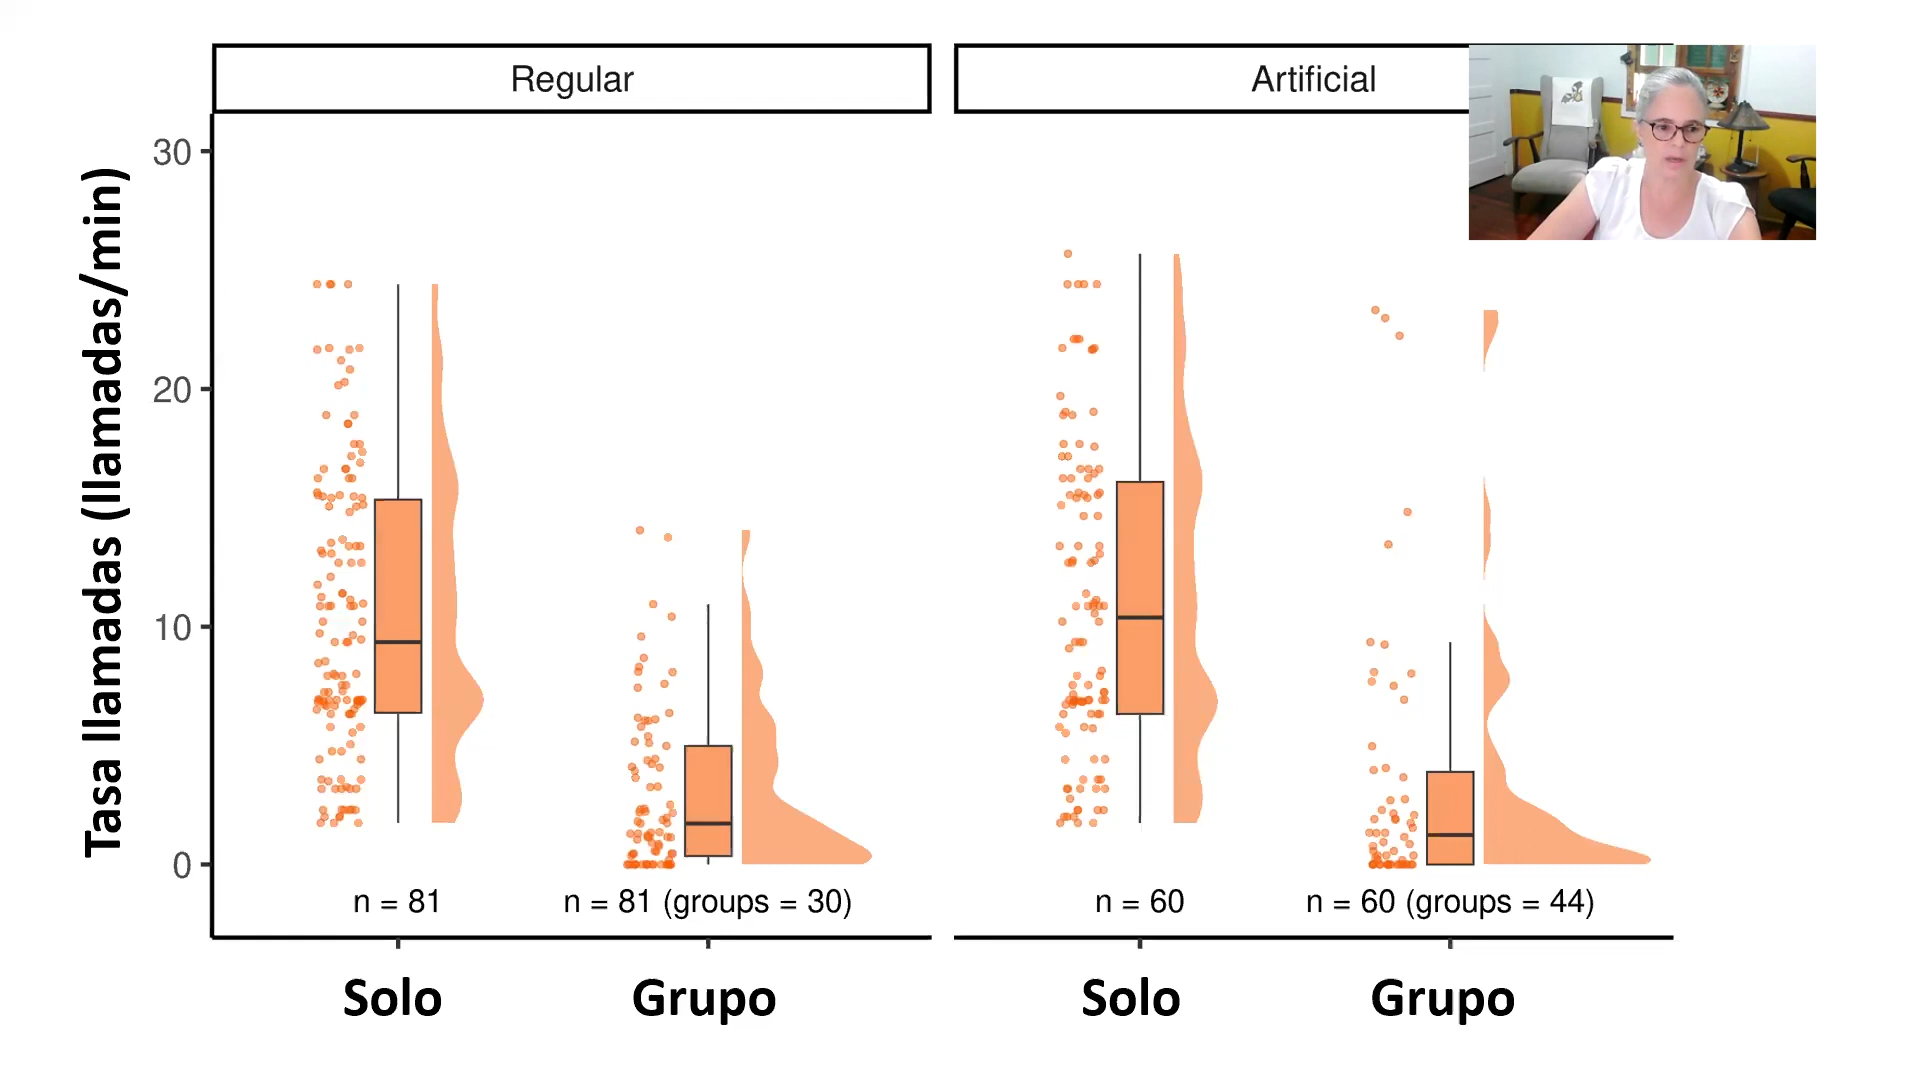 Regular
Artificial
Tasa llamadas (llamadas/min)
30
20
10
0
n = 81
n = 81 (groups = 30)
n = 60
n = 60 (groups = 44)
Solo
Grupo
Solo
Grupo